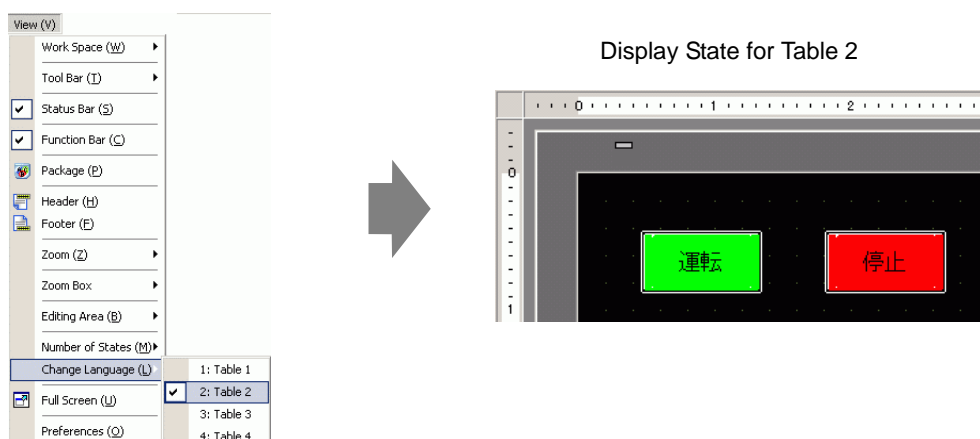 View (V)
Work Space (W)
Tool Bar (T)
Status Bar (S)
Function Bar (C)
Package (P)
Header (H)
Footer (F)
Zoom (Z)
Zoom Box
Editing Area (B)
Number of States (M)
Change Language (L)
Full Screen (U)
Preferences (O)
1: Table 1
2: Table 2
3: Table 3
4: Table 4
Display State for Table 2
0 1 2
0
1
運転
停止